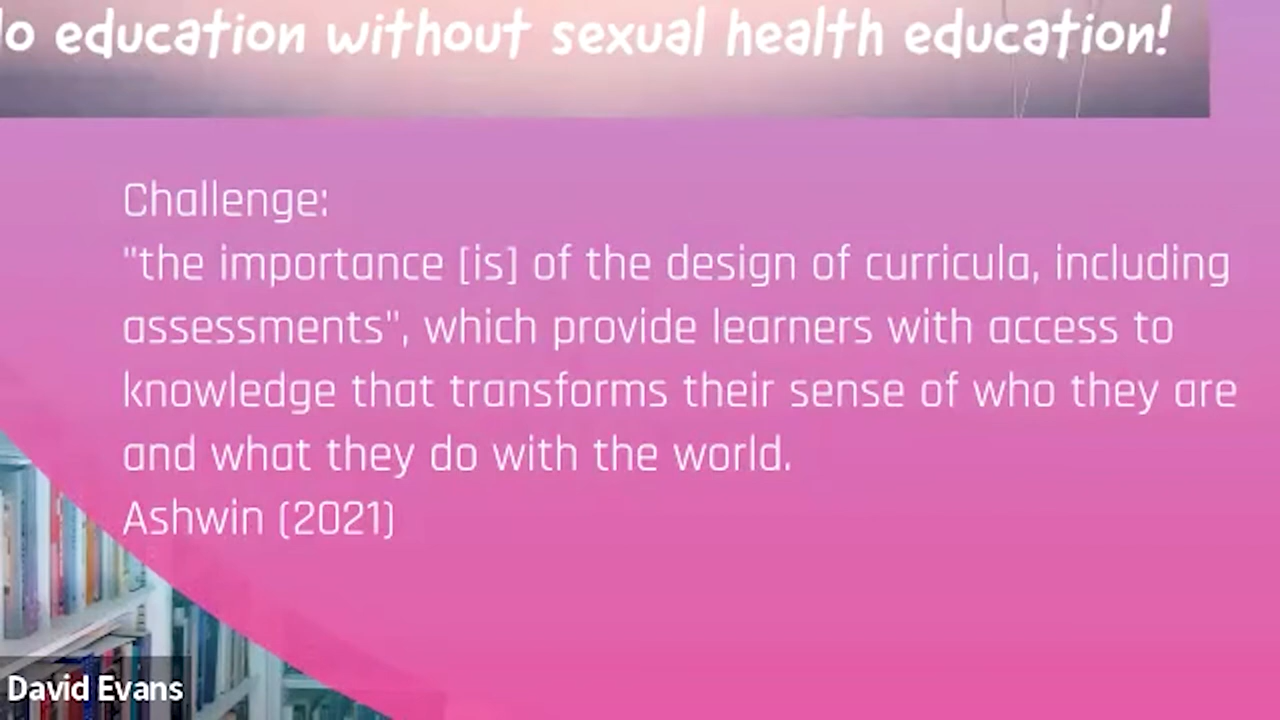 education without sexual health education!
Challenge:
"the importance [is] of the design of curricula, including
assessments", which provide learners with access to
knowledge that transforms their sense of who they are
and what they do with the world.
Ashwin (2021)
David Evans